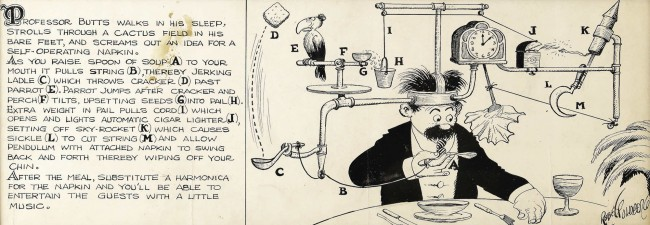 PROFESSOR BUTTS WALKS IN HIS SLEEP,
STROLLS THROUGH A CACTUS FIELD IN HIS
BARE FEET, AND SCREAMS OUT AN IDEA FOR A
SELF-OPERATING NAPKIN.
AS YOU RAISE SPOON OF SOUP (A) TO YOUR
MOUTH IT PULLS STRING (B), THEREBY JERKING
LADLE (C) WHICH THROWS CRACKER (D) PAST
PARROT (E). PARROT JUMPS AFTER CRACKER AND
PERCH (F) TILTS, UPSETTING SEEDS (G) INTO PAIL (H).
EXTRA WEIGHT IN PAIL PULLS CORD (I) WHICH
OPENS AND LIGHTS AUTOMATIC CIGAR LIGHTER (J),
SETTING OFF SKY-ROCKET (K) WHICH CAUSES
SICKLE (L) TO CUT STRING (M) AND ALLOW
PENDULUM WITH ATTACHED NAPKIN TO SWING
BACK AND FORTH THEREBY WIPING OFF YOUR
CHIN.
AFTER THE MEAL, SUBSTITUTE A HARMONICA
FOR THE NAPKIN AND YOU'LL BE ABLE TO
ENTERTAIN THE GUESTS WITH A LITTLE
MUSIC.
D
E
F
G
H
I
J
K
L
M
A
B
C
RUBE GOLDBERG